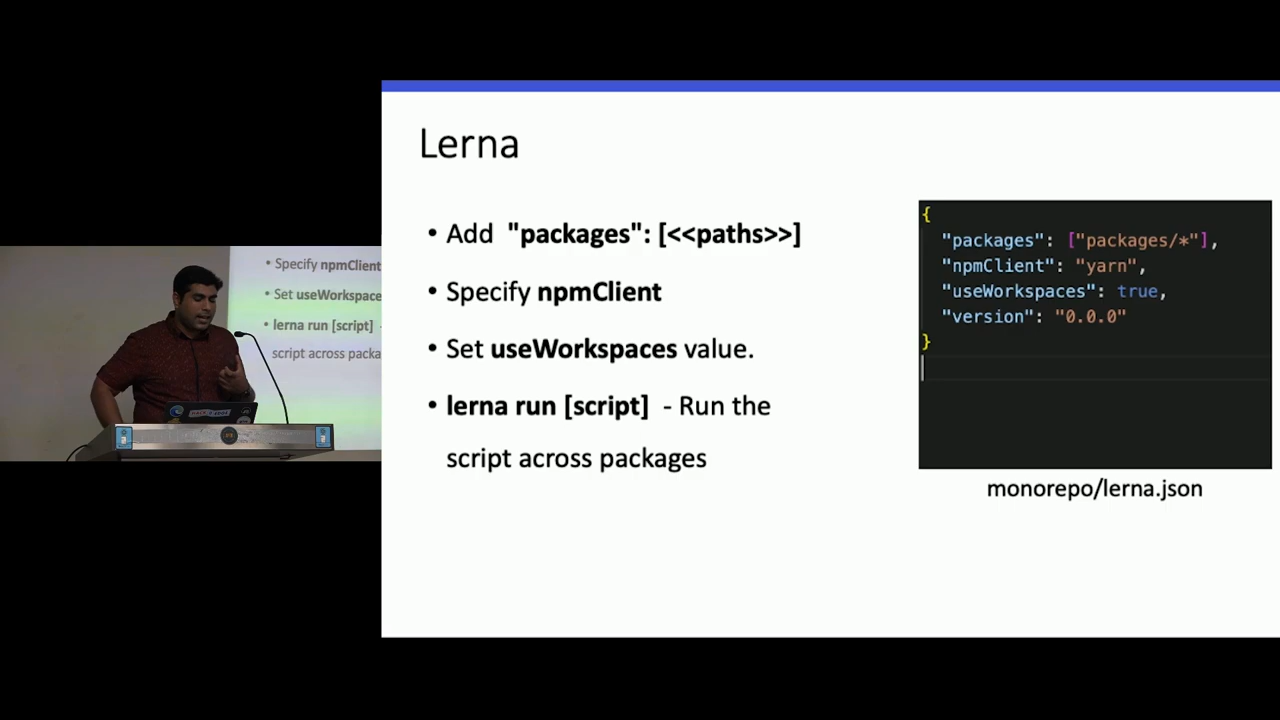 Lerna
• Add "packages": [<<paths>>]
• Specify npmClient
• Set useWorkspaces value.
• lerna run [script] - Run the
script across packages
{
"packages": ["packages/*"],
"npmClient": "yarn",
"useWorkspaces": true,
"version": "0.0.0"
}
monorepo/lerna.json
• Specify npmClient
• Set useWorkspace
• lerna run [script] -
script across packa